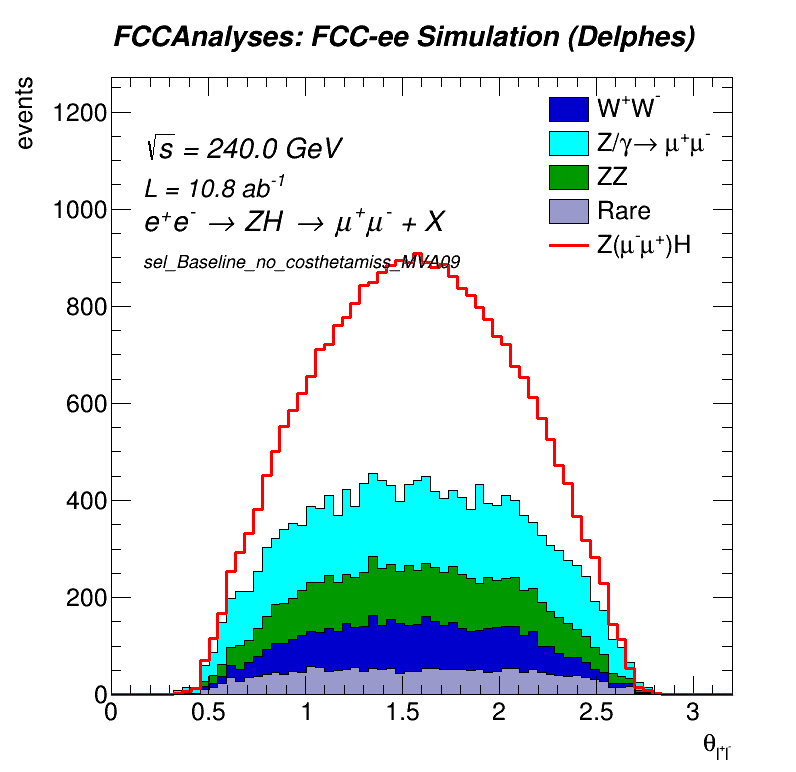 FCCAnalyses: FCC-ee Simulation (Delphes)
events
√s = 240.0 GeV
L = 10.8 ab⁻¹
e⁺e⁻ → ZH → μ⁺μ⁻ + X
sel_Baseline_no_costhetamiss_MVA09
W⁺W⁻
Z/γ→ μ⁺μ⁻
ZZ
Rare
Z(μ⁻μ⁺)H
1200
1000
800
600
400
200
0
0 0.5 1 1.5 2 2.5 3
θ_{l⁺l⁻}